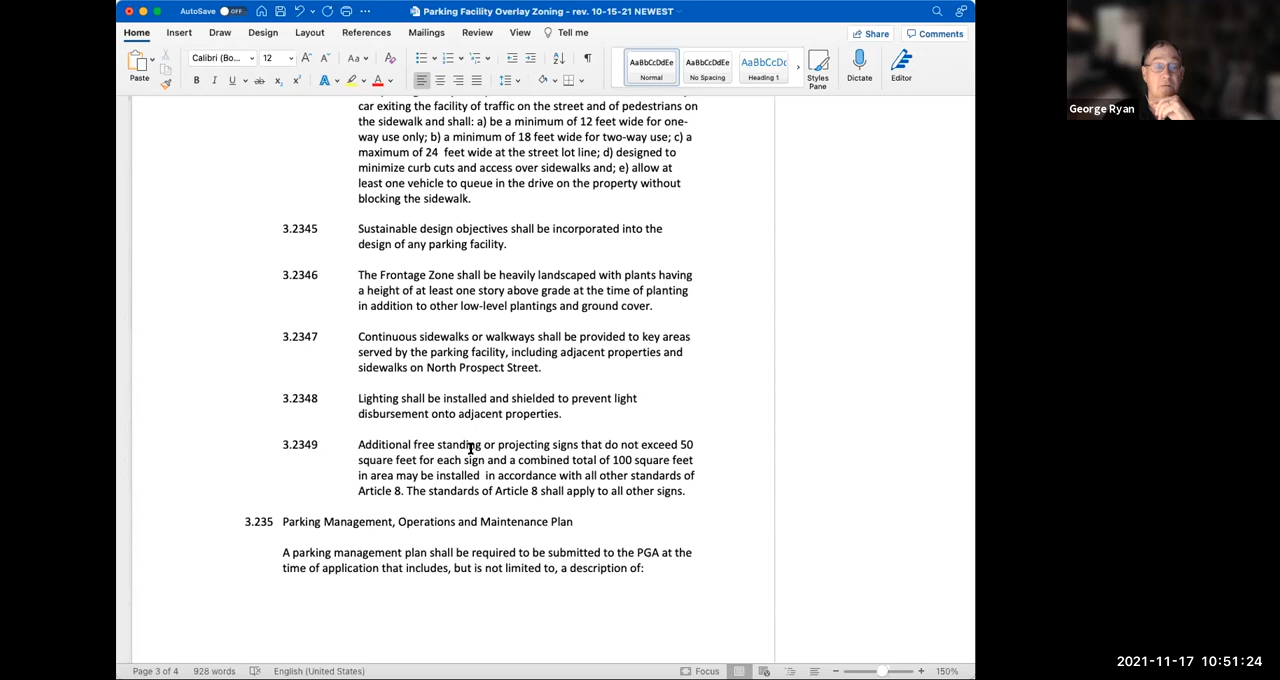 AutoSave OFF Parking Facility Overlay Zoning - rev. 10-15-21 NEWEST
Home Insert Draw Design Layout References Mailings Review View Tell me Share Comments
Paste Calibri (Bo... 12 Aa AaBbCcDdEe AaBbCcDdEe AaBbCcDc
B I U ab x₂ x² A A Normal No Spacing Heading 1 Styles Pane Dictate Editor
George Ryan
car exiting the facility of traffic on the street and of pedestrians on
the sidewalk and shall: a) be a minimum of 12 feet wide for one-
way use only; b) a minimum of 18 feet wide for two-way use; c) a
maximum of 24 feet wide at the street lot line; d) designed to
minimize curb cuts and access over sidewalks and; e) allow at
least one vehicle to queue in the drive on the property without
blocking the sidewalk.
3.2345 Sustainable design objectives shall be incorporated into the
design of any parking facility.
3.2346 The Frontage Zone shall be heavily landscaped with plants having
a height of at least one story above grade at the time of planting
in addition to other low-level plantings and ground cover.
3.2347 Continuous sidewalks or walkways shall be provided to key areas
served by the parking facility, including adjacent properties and
sidewalks on North Prospect Street.
3.2348 Lighting shall be installed and shielded to prevent light
disbursement onto adjacent properties.
3.2349 Additional free standing or projecting signs that do not exceed 50
square feet for each sign and a combined total of 100 square feet
in area may be installed in accordance with all other standards of
Article 8. The standards of Article 8 shall apply to all other signs.
3.235 Parking Management, Operations and Maintenance Plan
A parking management plan shall be required to be submitted to the PGA at the
time of application that includes, but is not limited to, a description of:
Page 3 of 4 928 words English (United States) Focus 150%
2021-11-17 10:51:24